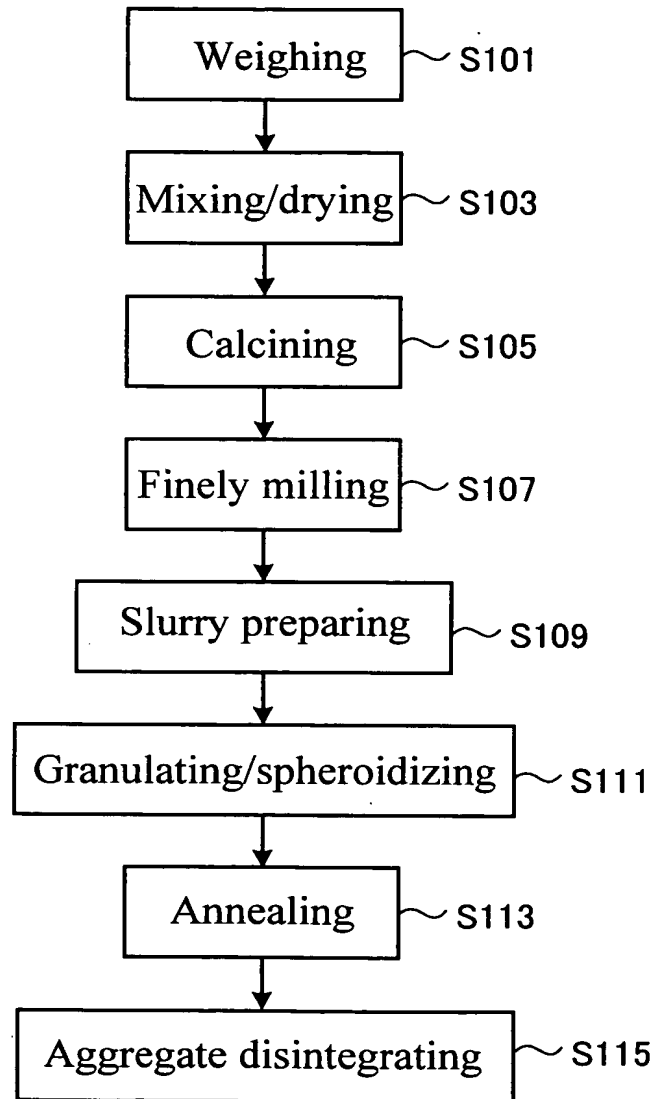 Weighing S101
Mixing/drying S103
Calcining S105
Finely milling S107
Slurry preparing S109
Granulating/spheroidizing S111
Annealing S113
Aggregate disintegrating S115